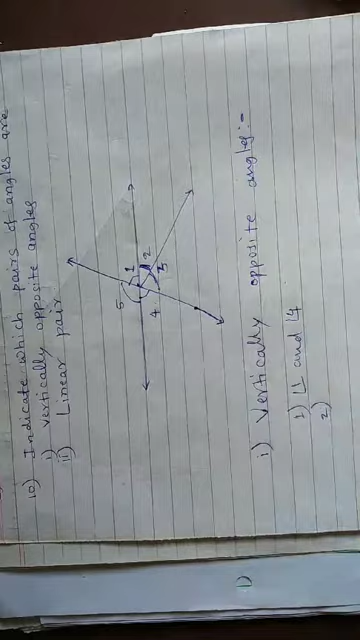 10) Indicate which pairs of angles are
i) Vertically opposite angles
ii) Linear pair
1
2
3
4
5
i) Vertically opposite angles:-
1) ∠1 and ∠4
2)